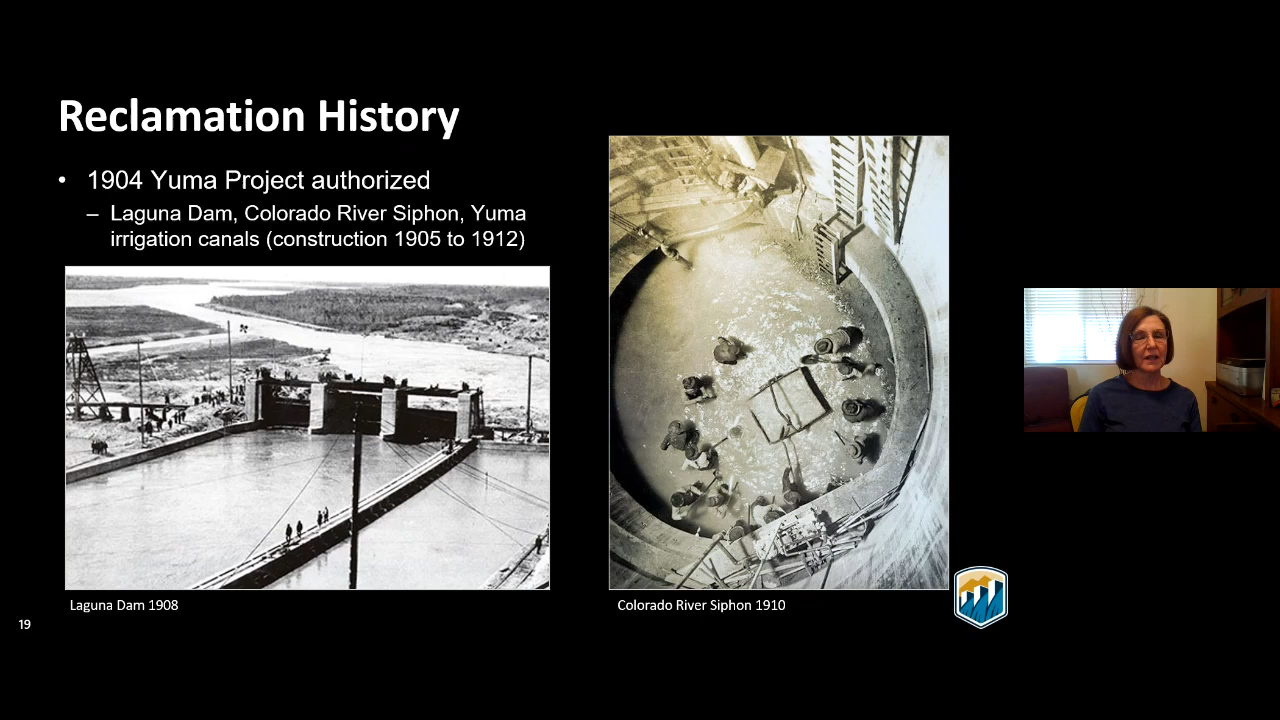 Reclamation History
• 1904 Yuma Project authorized
– Laguna Dam, Colorado River Siphon, Yuma
irrigation canals (construction 1905 to 1912)
Laguna Dam 1908
Colorado River Siphon 1910
19